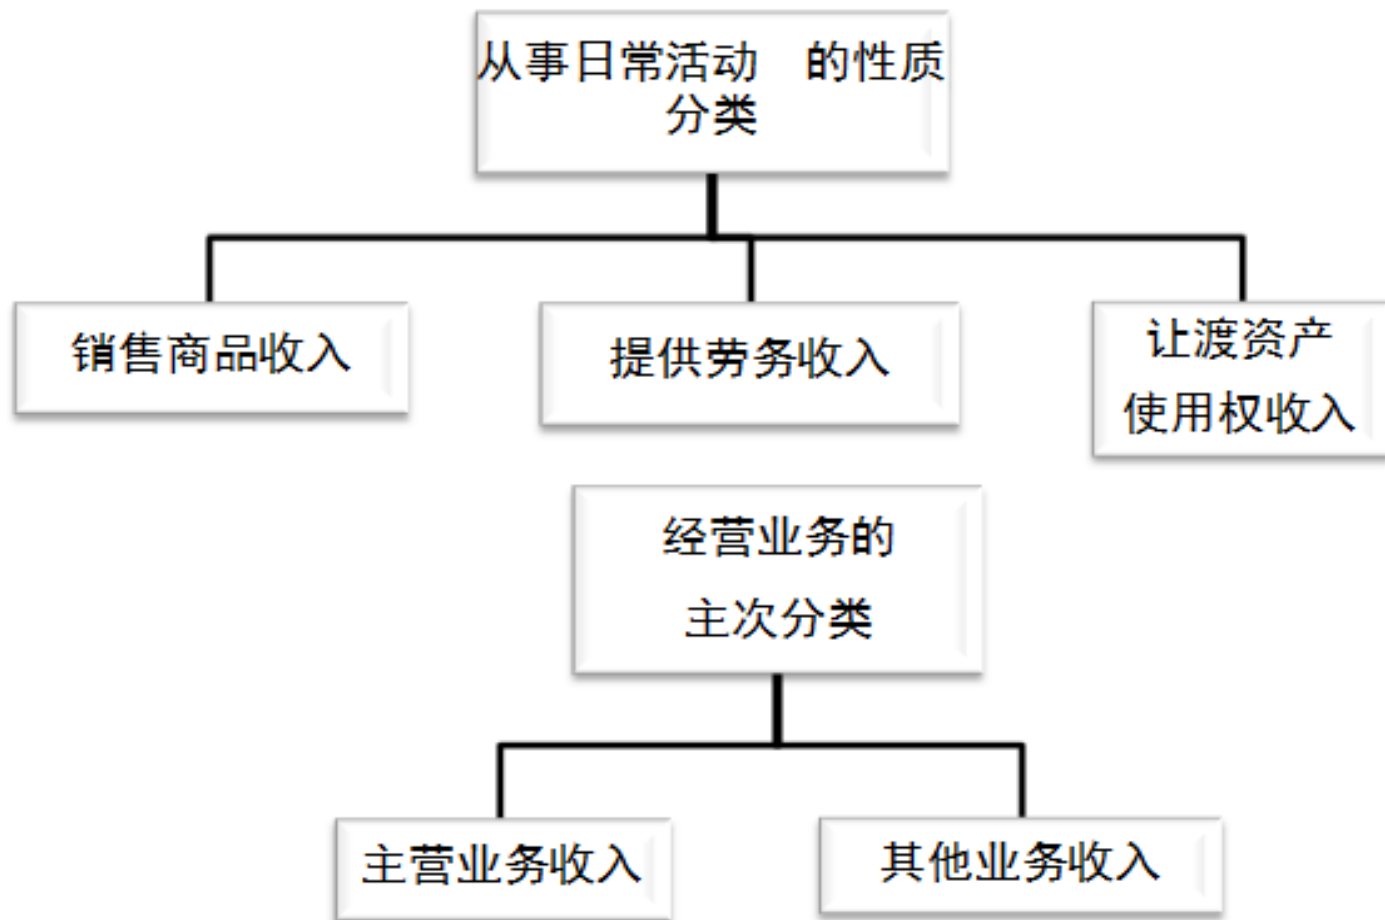 从事日常活动　的性质
分类
销售商品收入
提供劳务收入
让渡资产
使用权收入
经营业务的
主次分类
主营业务收入
其他业务收入